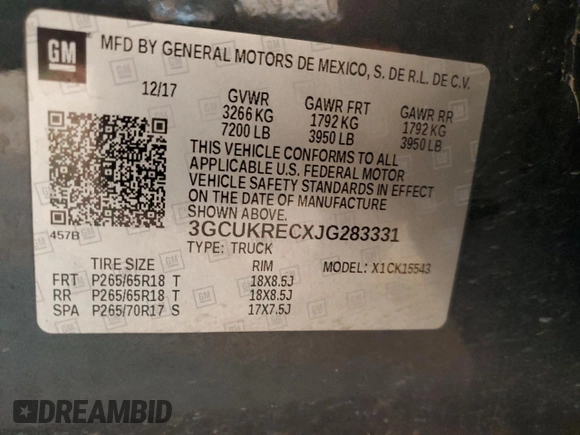 GM
MFD BY GENERAL MOTORS DE MEXICO, S. DE R.L. DE C.V.
12/17 GVWR GAWR FRT GAWR RR
3266 KG 1792 KG 1792 KG
7200 LB 3950 LB 3950 LB
THIS VEHICLE CONFORMS TO ALL
APPLICABLE U.S. FEDERAL MOTOR
VEHICLE SAFETY STANDARDS IN EFFECT
ON THE DATE OF MANUFACTURE
SHOWN ABOVE.
457B
3GCUKRECXJG283331
TYPE: TRUCK
MODEL: X1CK15543
TIRE SIZE RIM
FRT P265/65R18 T 18X8.5J
RR P265/65R18 T 18X8.5J
SPA P265/70R17 S 17X7.5J
DREAMBID